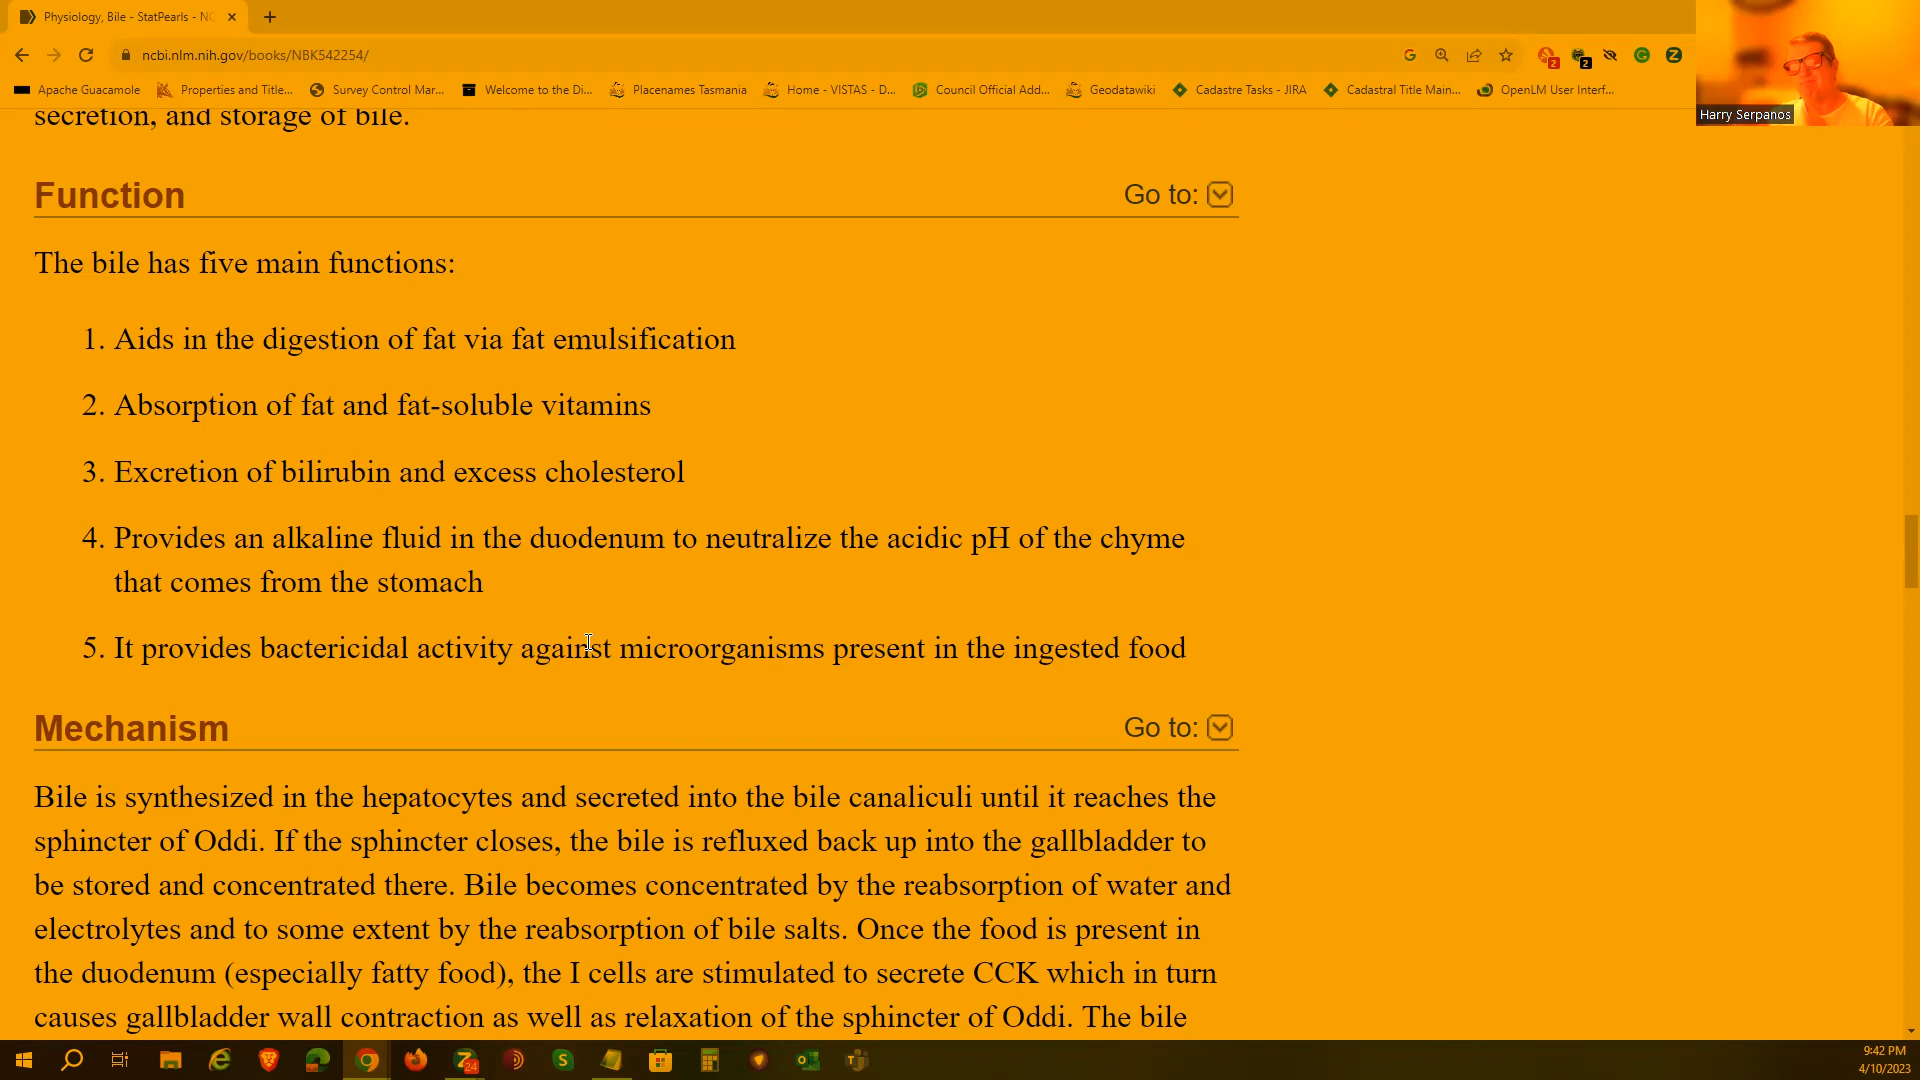 Physiology, Bile - StatPearls - NC
ncbi.nlm.nih.gov/books/NBK542254/
2
2
G
Z
Apache Guacamole
Properties and Title...
Survey Control Mar...
Welcome to the Di...
Placenames Tasmania
Home - VISTAS - D...
Council Official Add...
Geodatawiki
Cadastre Tasks - JIRA
Cadastral Title Main...
OpenLM User Interf...
Harry Serpanos
secretion, and storage of bile.
Function
Go to:
The bile has five main functions:
1. Aids in the digestion of fat via fat emulsification
2. Absorption of fat and fat-soluble vitamins
3. Excretion of bilirubin and excess cholesterol
4. Provides an alkaline fluid in the duodenum to neutralize the acidic pH of the chyme
that comes from the stomach
5. It provides bactericidal activity against microorganisms present in the ingested food
Mechanism
Go to:
Bile is synthesized in the hepatocytes and secreted into the bile canaliculi until it reaches the
sphincter of Oddi. If the sphincter closes, the bile is refluxed back up into the gallbladder to
be stored and concentrated there. Bile becomes concentrated by the reabsorption of water and
electrolytes and to some extent by the reabsorption of bile salts. Once the food is present in
the duodenum (especially fatty food), the I cells are stimulated to secrete CCK which in turn
causes gallbladder wall contraction as well as relaxation of the sphincter of Oddi. The bile
24
9:42 PM
4/10/2023